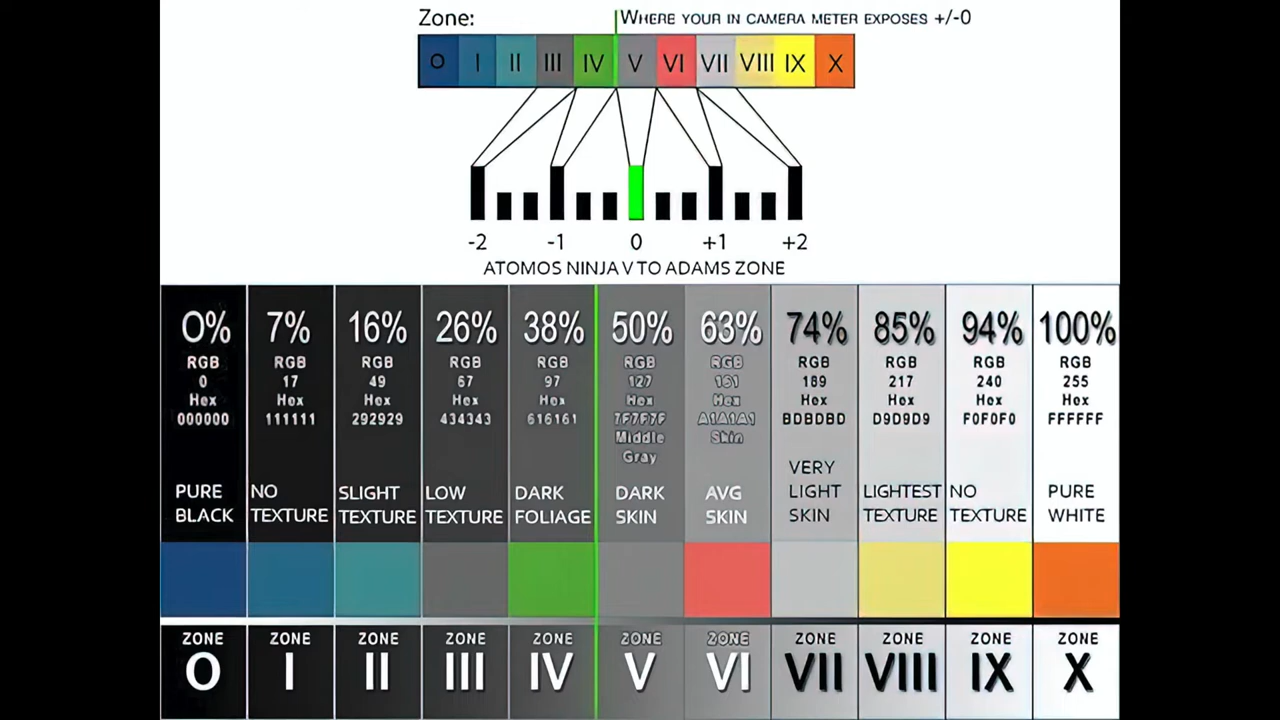 Zone: WHERE YOUR IN CAMERA METER EXPOSES +/-0
O I II III IV V VI VII VIII IX X
-2 -1 0 +1 +2
ATOMOS NINJA V TO ADAMS ZONE
0% 7% 16% 26% 38% 50% 63% 74% 85% 94% 100%
RGB RGB RGB RGB RGB RGB RGB RGB RGB RGB RGB
0 17 49 67 97 127 161 189 217 240 255
Hex Hex Hex Hex Hex Hex Hex Hex Hex Hex Hex
000000 111111 292929 434343 616161 7F7F7F A1A1A1 BDBDBD D9D9D9 F0F0F0 FFFFFF
Middle Skin
Gray
VERY
PURE NO SLIGHT LOW DARK DARK AVG LIGHT LIGHTEST NO PURE
BLACK TEXTURE TEXTURE TEXTURE FOLIAGE SKIN SKIN SKIN TEXTURE TEXTURE WHITE
ZONE ZONE ZONE ZONE ZONE ZONE ZONE ZONE ZONE ZONE ZONE
O I II III IV V VI VII VIII IX X